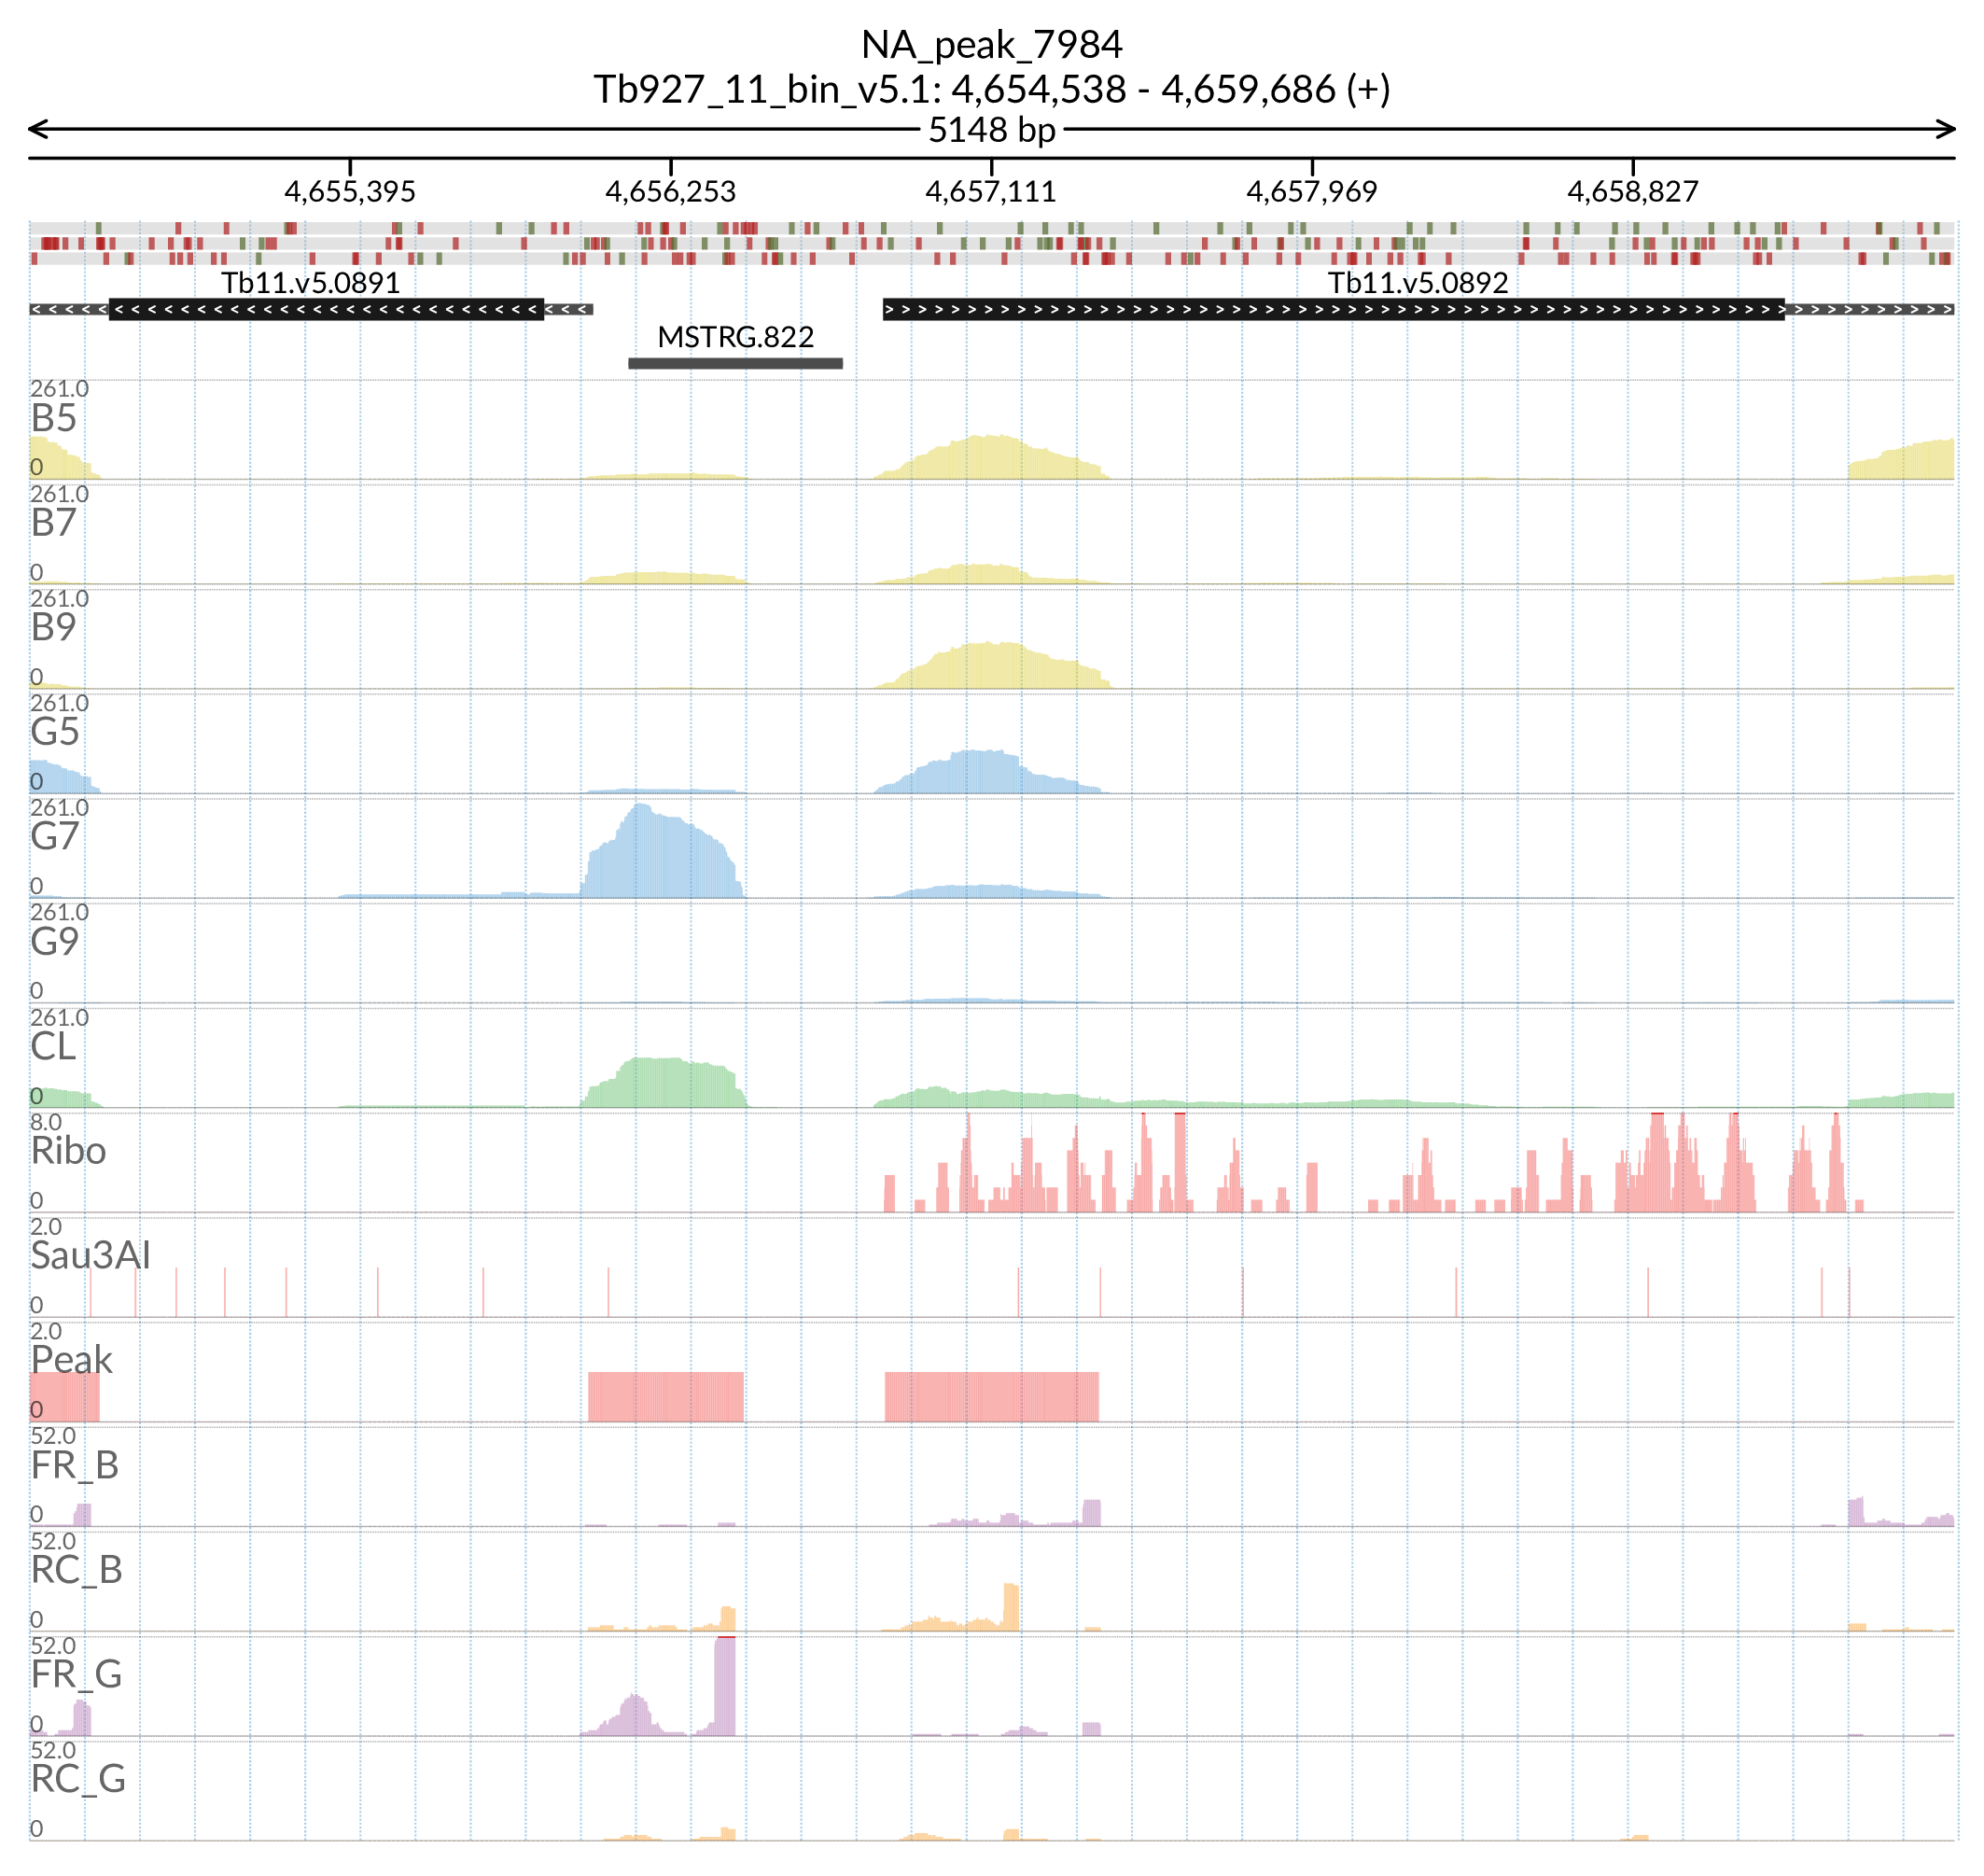 NA_peak_7984
Tb927_11_bin_v5.1: 4,654,538 - 4,659,686 (+)
5148 bp
4,655,395 4,656,253 4,657,111 4,657,969 4,658,827
Tb11.v5.0891 Tb11.v5.0892
MSTRG.822
261.0
B5
0
261.0
B7
0
261.0
B9
0
261.0
G5
0
261.0
G7
0
261.0
G9
0
261.0
CL
0
8.0
Ribo
0
2.0
Sau3AI
0
2.0
Peak
0
52.0
FR_B
0
52.0
RC_B
0
52.0
FR_G
0
52.0
RC_G
0